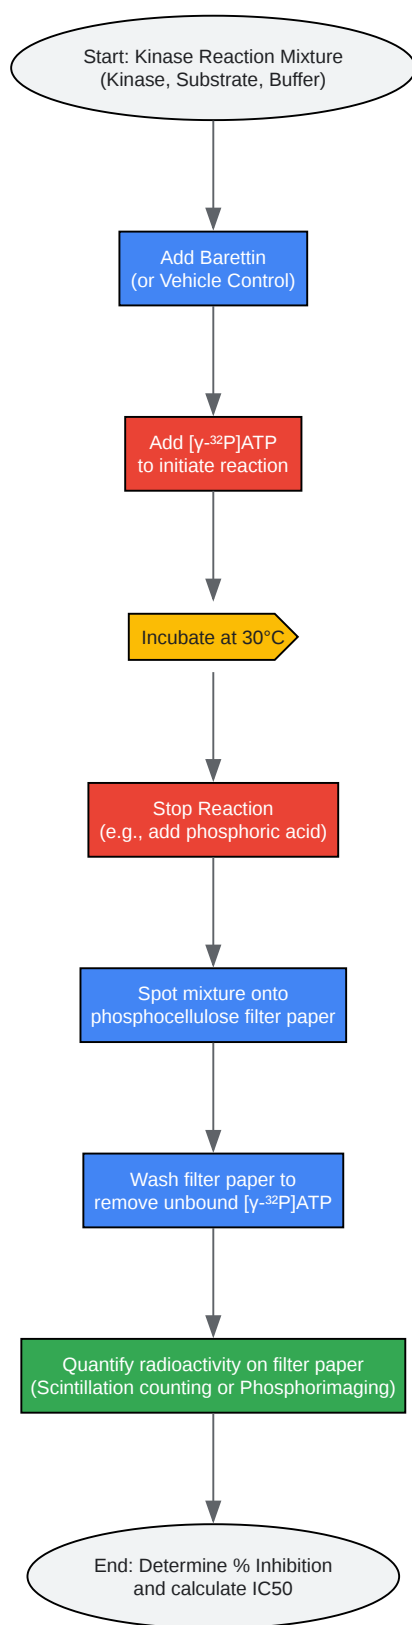 Start: Kinase Reaction Mixture
(Kinase, Substrate, Buffer)
Add Barettin
(or Vehicle Control)
Add [γ-³²P]ATP
to initiate reaction
Incubate at 30°C
Stop Reaction
(e.g., add phosphoric acid)
Spot mixture onto
phosphocellulose filter paper
Wash filter paper to
remove unbound [γ-³²P]ATP
Quantify radioactivity on filter paper
(Scintillation counting or Phosphorimaging)
End: Determine % Inhibition
and calculate IC50